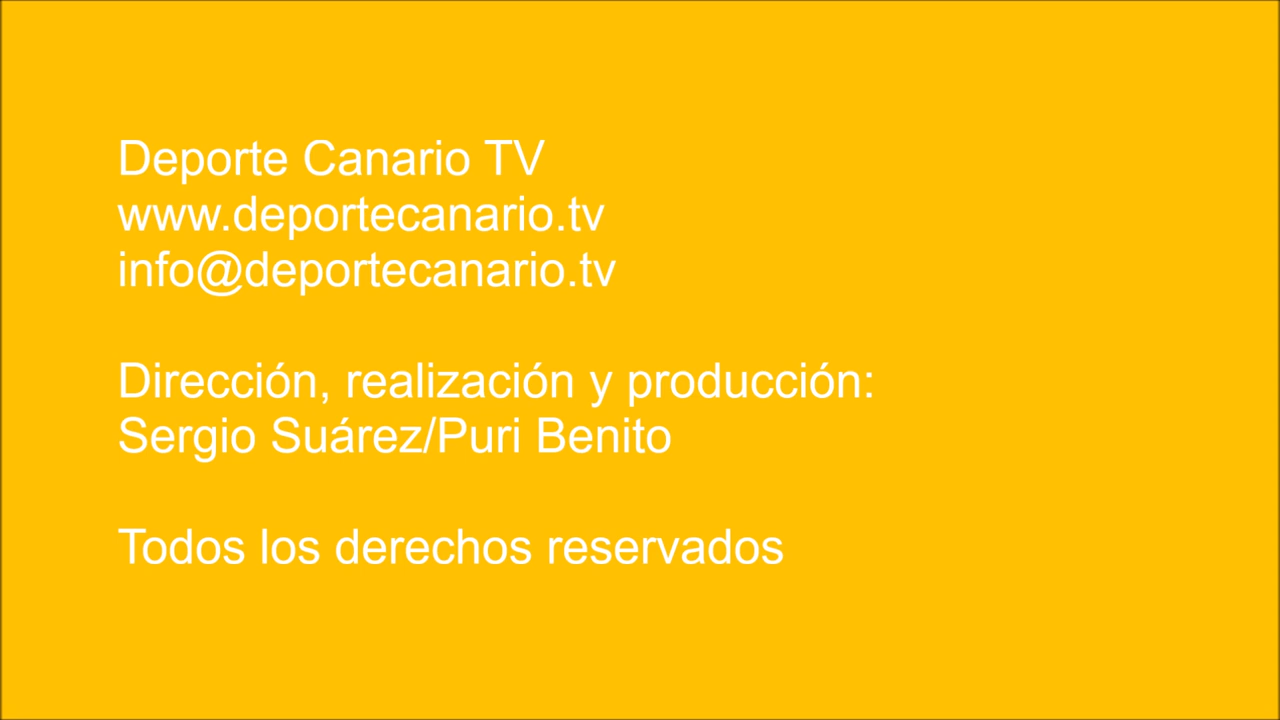 Deporte Canario TV
www.deportecanario.tv
info@deportecanario.tv
Dirección, realización y producción:
Sergio Suárez/Puri Benito
Todos los derechos reservados